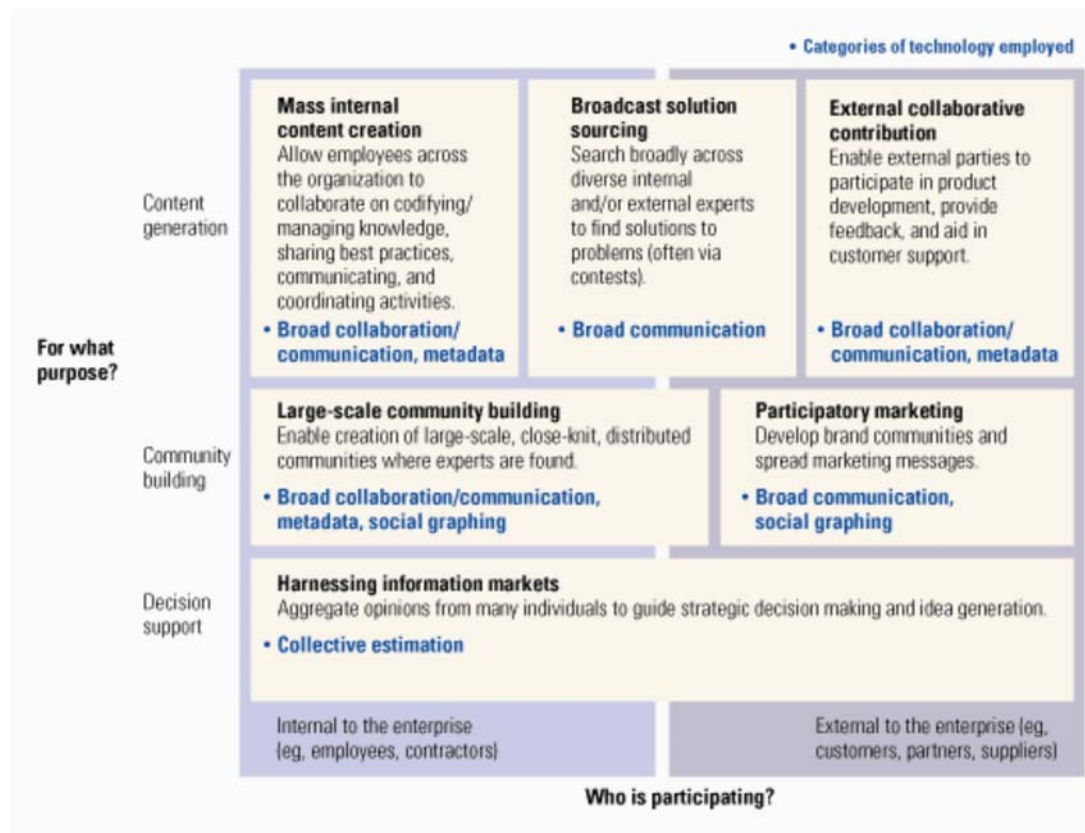 • Categories of technology employed
Mass internal
content creation
Allow employees across
the organization to
collaborate on codifying/
managing knowledge,
sharing best practices,
communicating, and
coordinating activities.
• Broad collaboration/
communication, metadata
Broadcast solution
sourcing
Search broadly across
diverse internal
and/or external experts
to find solutions to
problems (often via
contests).
• Broad communication
External collaborative
contribution
Enable external parties to
participate in product
development, provide
feedback, and aid in
customer support.
• Broad collaboration/
communication, metadata
Content
generation
For what
purpose?
Large-scale community building
Enable creation of large-scale, close-knit, distributed
communities where experts are found.
• Broad collaboration/communication,
metadata, social graphing
Participatory marketing
Develop brand communities and
spread marketing messages.
• Broad communication,
social graphing
Community
building
Harnessing information markets
Aggregate opinions from many individuals to guide strategic decision making and idea generation.
• Collective estimation
Decision
support
Internal to the enterprise
(eg, employees, contractors)
External to the enterprise (eg,
customers, partners, suppliers)
Who is participating?